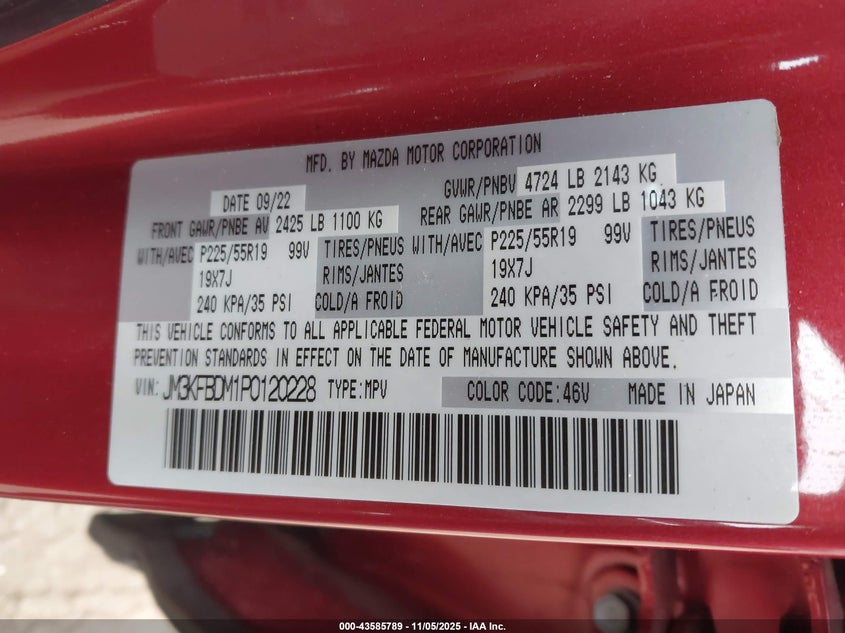 MFD. BY MAZDA MOTOR CORPORATION
DATE 09/22 GVWR/PNBV 4724 LB 2143 KG
FRONT GAWR/PNBE AV 2425 LB 1100 KG REAR GAWR/PNBE AR 2299 LB 1043 KG
WITH/AVEC P225/55R19 99V TIRES/PNEUS WITH/AVEC P225/55R19 99V TIRES/PNEUS
19X7J RIMS/JANTES 19X7J RIMS/JANTES
240 KPA/35 PSI COLD/A FROID 240 KPA/35 PSI COLD/A FROID
THIS VEHICLE CONFORMS TO ALL APPLICABLE FEDERAL MOTOR VEHICLE SAFETY AND THEFT
PREVENTION STANDARDS IN EFFECT ON THE DATE OF MANUFACTURE SHOWN ABOVE.
VIN: JM3KFBDM1P0120228 TYPE:MPV COLOR CODE:46V MADE IN JAPAN
000-43585789 - 11/05/2025 - IAA Inc.